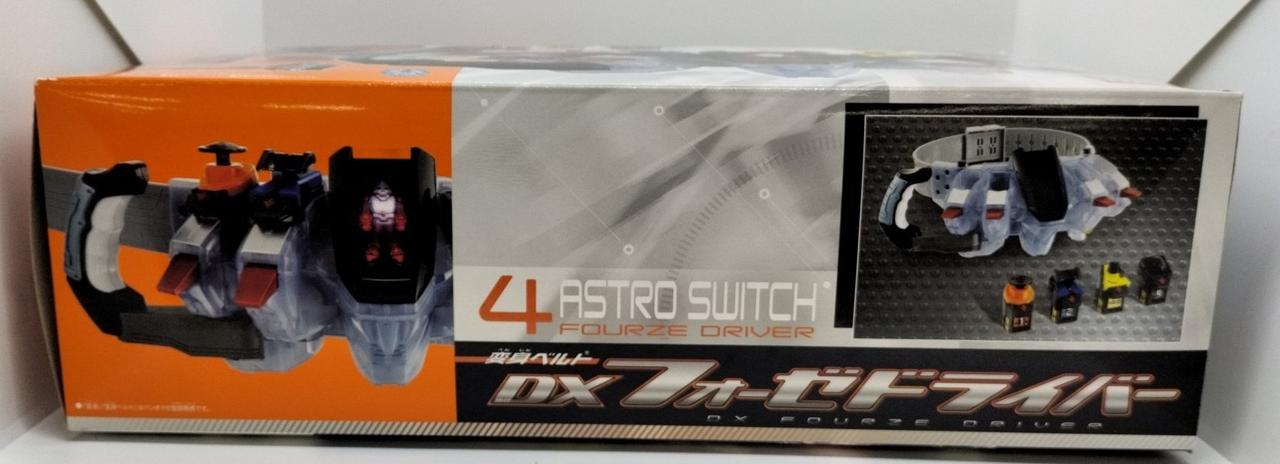 4 ASTRO SWITCH
FOURZE DRIVER
変身ベルト
DXフォーゼドライバー
DX FOURZE DRIVER